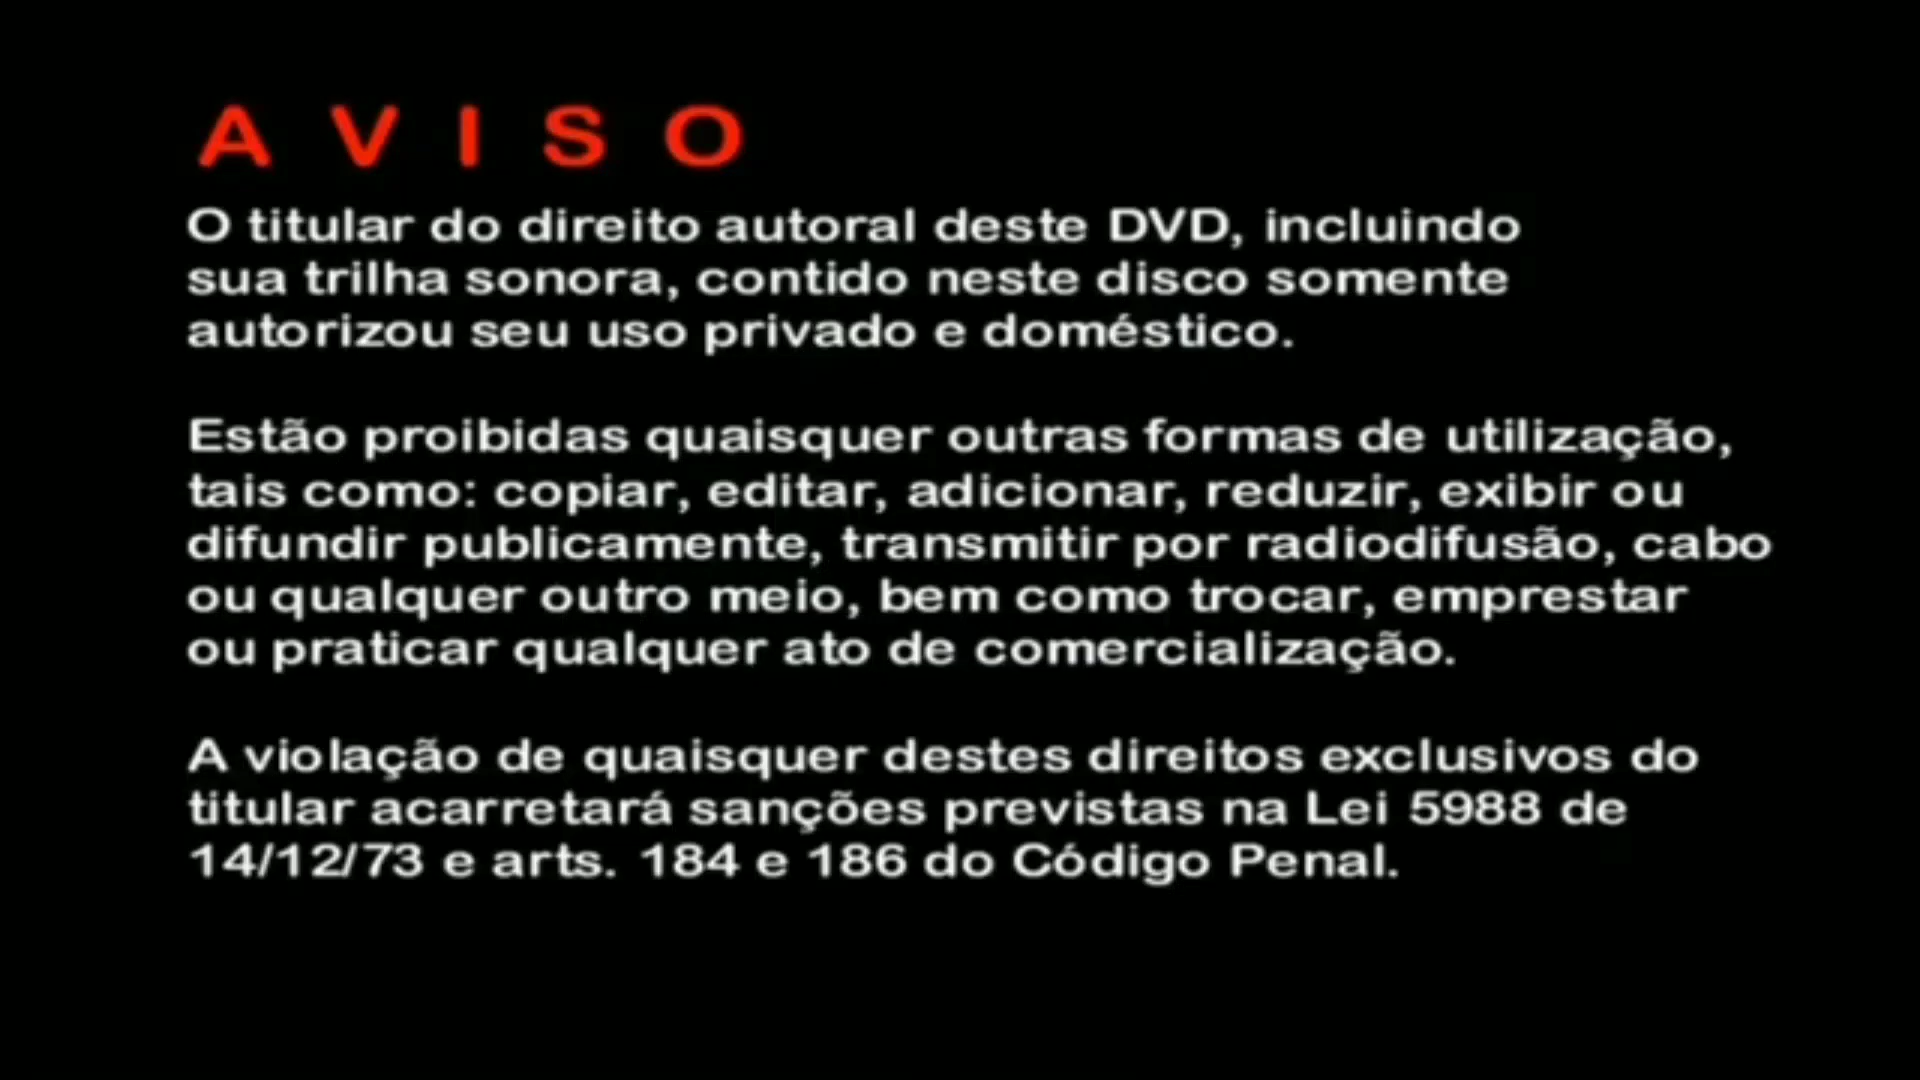 A V I S O
O titular do direito autoral deste DVD, incluindo
sua trilha sonora, contido neste disco somente
autorizou seu uso privado e doméstico.
Estão proibidas quaisquer outras formas de utilização,
tais como: copiar, editar, adicionar, reduzir, exibir ou
difundir publicamente, transmitir por radiodifusão, cabo
ou qualquer outro meio, bem como trocar, emprestar
ou praticar qualquer ato de comercialização.
A violação de quaisquer destes direitos exclusivos do
titular acarretará sanções previstas na Lei 5988 de
14/12/73 e arts. 184 e 186 do Código Penal.